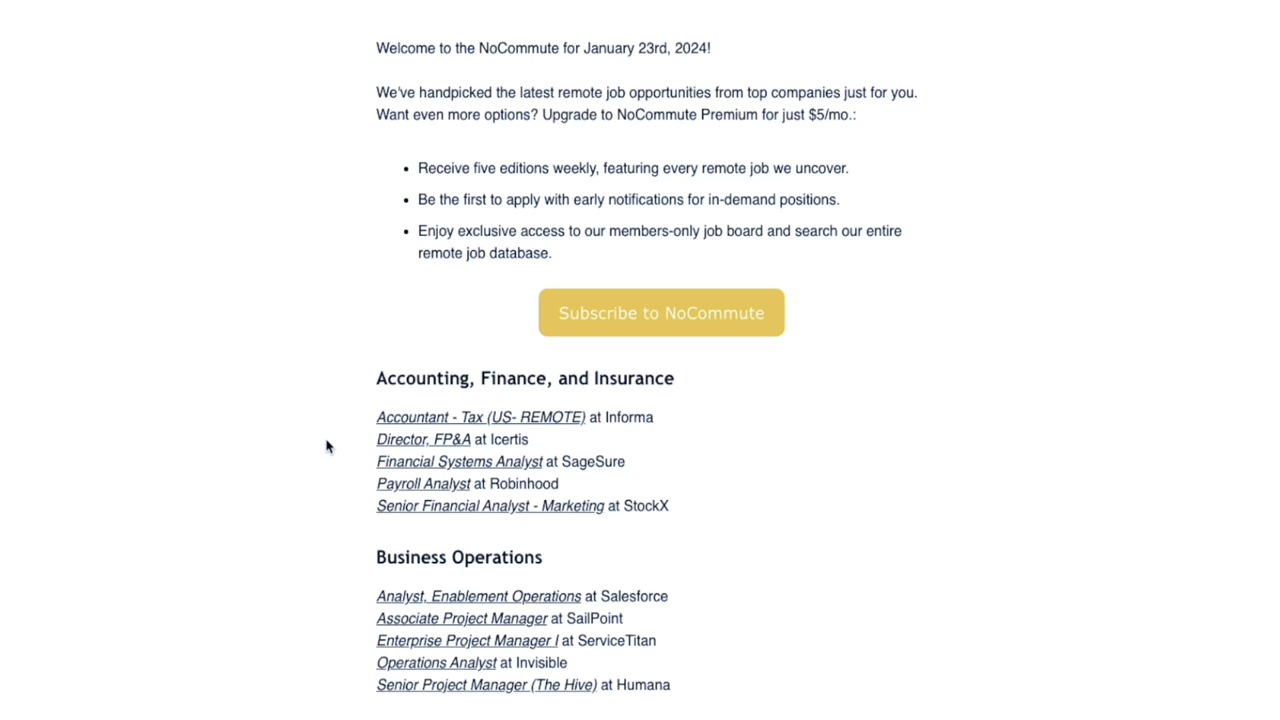 Welcome to the NoCommute for January 23rd, 2024!
We've handpicked the latest remote job opportunities from top companies just for you.
Want even more options? Upgrade to NoCommute Premium for just $5/mo.:
• Receive five editions weekly, featuring every remote job we uncover.
• Be the first to apply with early notifications for in-demand positions.
• Enjoy exclusive access to our members-only job board and search our entire
remote job database.
Subscribe to NoCommute
Accounting, Finance, and Insurance
Accountant - Tax (US- REMOTE) at Informa
Director, FP&A at Icertis
Financial Systems Analyst at SageSure
Payroll Analyst at Robinhood
Senior Financial Analyst - Marketing at StockX
Business Operations
Analyst, Enablement Operations at Salesforce
Associate Project Manager at SailPoint
Enterprise Project Manager I at ServiceTitan
Operations Analyst at Invisible
Senior Project Manager (The Hive) at Humana